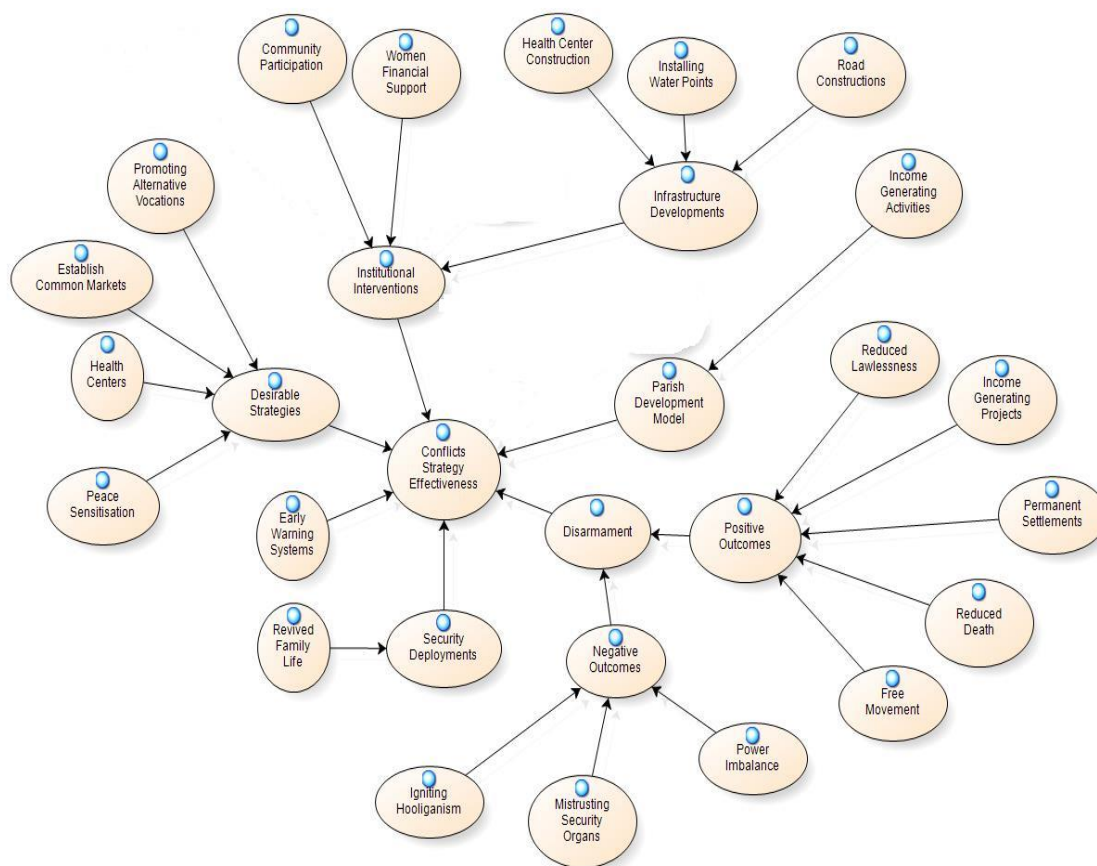 Community
Participation
Women
Financial
Support
Health Center
Construction
Installing
Water Points
Road
Constructions
Promoting
Alternative
Vocations
Infrastructure
Developments
Income
Generating
Activities
Establish
Common Markets
Institutional
Interventions
Health
Centers
Desirable
Strategies
Parish
Development
Model
Reduced
Lawlessness
Income
Generating
Projects
Conflicts
Strategy
Effectiveness
Peace
Sensitisation
Early
Warning
Systems
Disarmament
Positive
Outcomes
Permanent
Settlements
Revived
Family
Life
Security
Deployments
Negative
Outcomes
Reduced
Death
Free
Movement
Power
Imbalance
Igniting
Hooliganism
Mistrusting
Security
Organs